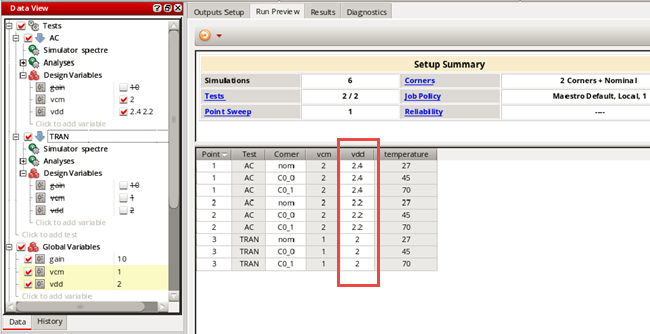 Data View
Tests
AC
Simulator spectre
Analyses
Design Variables
gain 10
vcm 2
vdd 2.4 2.2
Click to add variable
TRAN
Simulator spectre
Analyses
Design Variables
gain 10
vcm 1
vdd 2
Click to add variable
Click to add test
Global Variables
gain 10
vcm 1
vdd 2
Click to add variable
Data History
Outputs Setup Run Preview Results Diagnostics
Setup Summary
Simulations 6 Corners 2 Corners + Nominal
Tests 2 / 2 Job Policy Maestro Default, Local, 1
Point Sweep 1 Reliability ----
Point Test Corner vcm vdd temperature
1 AC nom 2 2.4 27
1 AC C0_0 2 2.4 45
1 AC C0_1 2 2.4 70
2 AC nom 2 2.2 27
2 AC C0_0 2 2.2 45
2 AC C0_1 2 2.2 70
3 TRAN nom 1 2 27
3 TRAN C0_0 1 2 45
3 TRAN C0_1 1 2 70